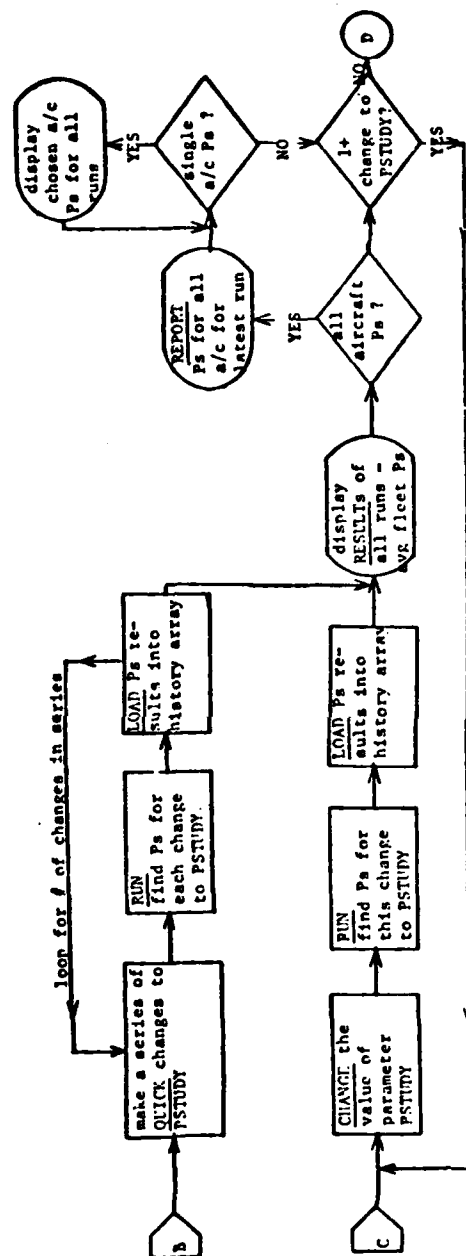 B
make a series of
QUICK changes to
PSTUDY
RUN
find Ps for
each change
to PSTUDY.
LOAD Ps re-
sults into
history array
loop for # of changes in series
C
CHANGE the
value of
parameter
PSTUDY
RUN
find Ps for
this change
to PSTUDY
LOAD Ps re-
sults into
history array
display
RESULTs of
all runs -
avg fleet Ps
all
aircraft
Ps ?
YES
REPORT
Ps for all
a/c for
latest run
single
a/c Ps ?
YES
NO
display
chosen a/c
Ps for all
runs
1+
change to
PSTUDY?
NO
YES
D